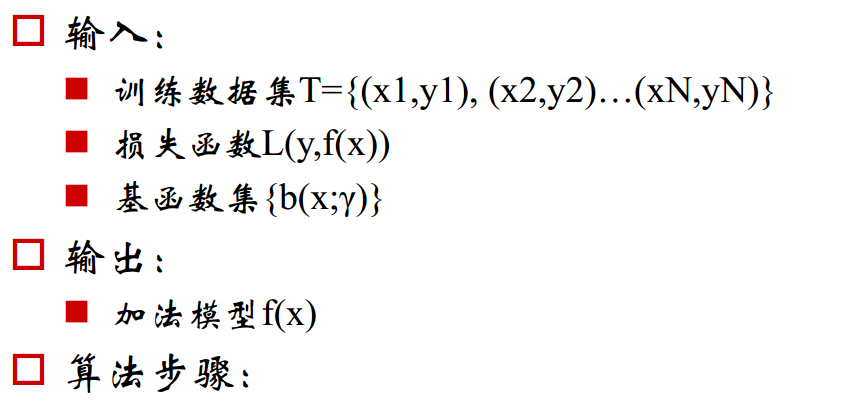 输入：
训练数据集T={(x1,y1), (x2,y2)…(xN,yN)}
损失函数L(y,f(x))
基函数集{b(x;γ)}
输出：
加法模型f(x)
算法步骤：